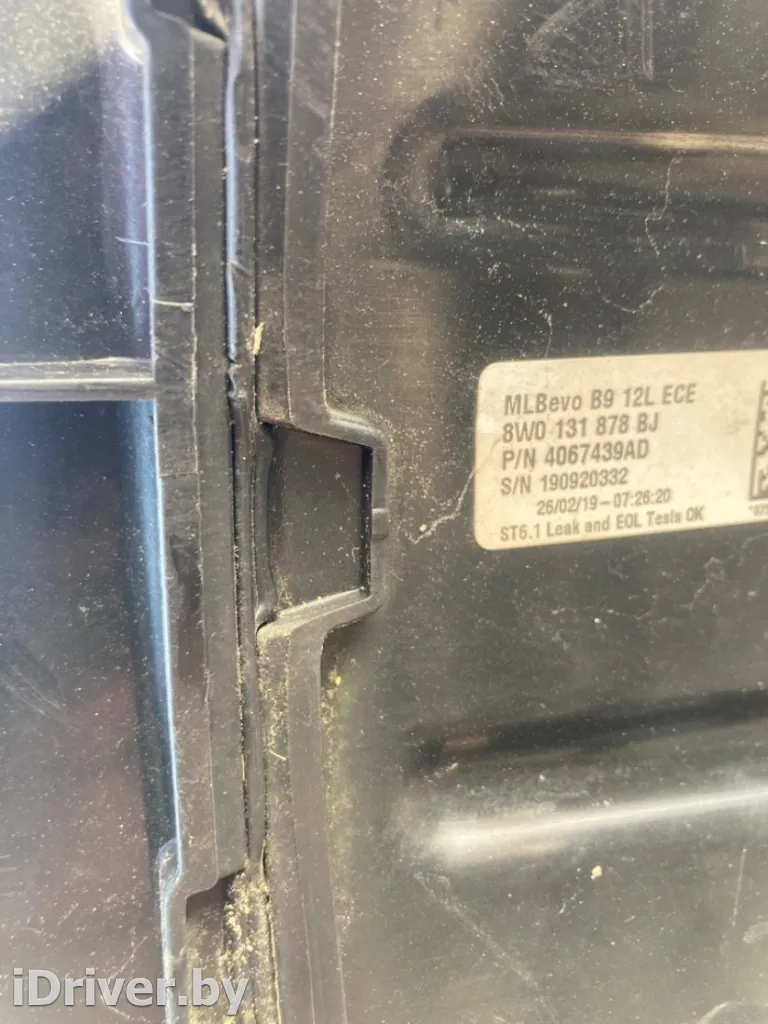 MLBevo B9 12L ECE
8W0 131 878 BJ
P/N 4067439AD
S/N 190920332
26/02/19-07:26:20
ST6.1 Leak and EOL Tests OK
iDriver.by